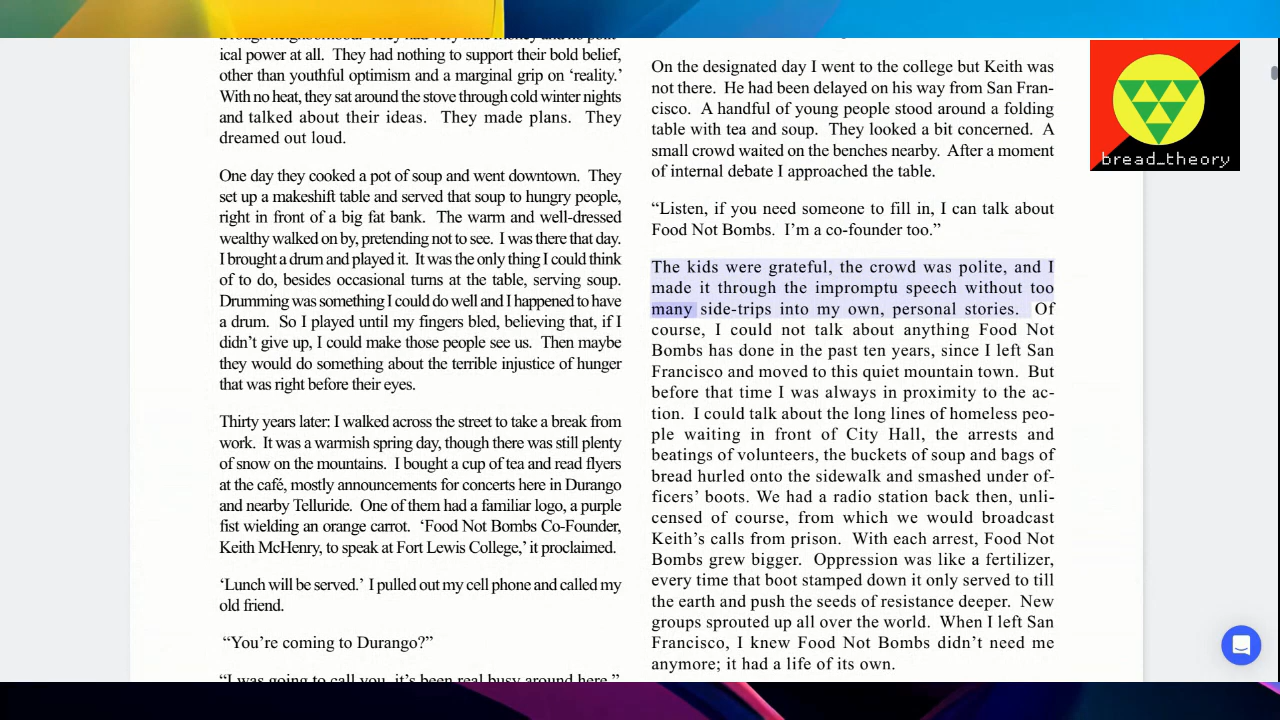 ical power at all.  They had nothing to support their bold belief,
other than youthful optimism and a marginal grip on ‘reality.’
With no heat, they sat around the stove through cold winter nights
and talked about their ideas.  They made plans.  They
dreamed out loud.
One day they cooked a pot of soup and went downtown.  They
set up a makeshift table and served that soup to hungry people,
right in front of a big fat bank.  The warm and well-dressed
wealthy walked on by, pretending not to see.  I was there that day.
I brought a drum and played it.  It was the only thing I could think
of to do, besides occasional turns at the table, serving soup.
Drumming was something I could do well and I happened to have
a drum.  So I played until my fingers bled, believing that, if I
didn’t give up, I could make those people see us.  Then maybe
they would do something about the terrible injustice of hunger
that was right before their eyes.
Thirty years later: I walked across the street to take a break from
work.  It was a warmish spring day, though there was still plenty
of snow on the mountains.  I bought a cup of tea and read flyers
at the café, mostly announcements for concerts here in Durango
and nearby Telluride.  One of them had a familiar logo, a purple
fist wielding an orange carrot.  ‘Food Not Bombs Co-Founder,
Keith McHenry, to speak at Fort Lewis College,’ it proclaimed.
‘Lunch will be served.’  I pulled out my cell phone and called my
old friend.
“You’re coming to Durango?”
“I was going to call you, it’s been real busy around here.”
On the designated day I went to the college but Keith was
not there.  He had been delayed on his way from San Fran-
cisco.  A handful of young people stood around a folding
table with tea and soup.  They looked a bit concerned.  A
small crowd waited on the benches nearby.  After a moment
of internal debate I approached the table.
“Listen, if you need someone to fill in, I can talk about
Food Not Bombs.  I’m a co-founder too.”
The kids were grateful, the crowd was polite, and I
made it through the impromptu speech without too
many side-trips into my own, personal stories.  Of
course, I could not talk about anything Food Not
Bombs has done in the past ten years, since I left San
Francisco and moved to this quiet mountain town.  But
before that time I was always in proximity to the ac-
tion.  I could talk about the long lines of homeless peo-
ple waiting in front of City Hall, the arrests and
beatings of volunteers, the buckets of soup and bags of
bread hurled onto the sidewalk and smashed under of-
ficers’ boots. We had a radio station back then, unli-
censed of course, from which we would broadcast
Keith’s calls from prison.  With each arrest, Food Not
Bombs grew bigger.  Oppression was like a fertilizer,
every time that boot stamped down it only served to till
the earth and push the seeds of resistance deeper.  New
groups sprouted up all over the world.  When I left San
Francisco, I knew Food Not Bombs didn’t need me
anymore; it had a life of its own.
bread_theory